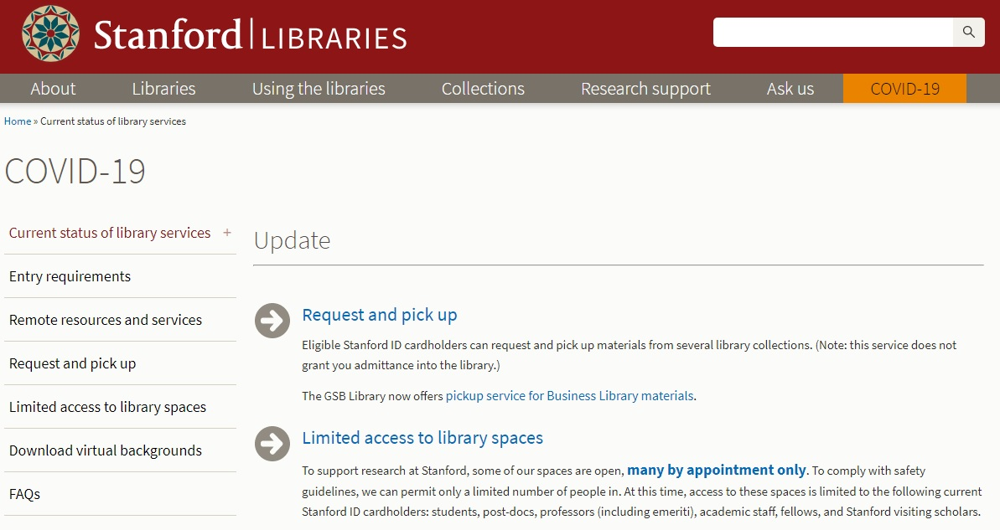 Stanford | LIBRARIES
About Libraries Using the libraries Collections Research support Ask us COVID-19
Home » Current status of library services
COVID-19
Current status of library services +
Entry requirements
Remote resources and services
Request and pick up
Limited access to library spaces
Download virtual backgrounds
FAQs
Update
Request and pick up
Eligible Stanford ID cardholders can request and pick up materials from several library collections. (Note: this service does not
grant you admittance into the library.)
The GSB Library now offers pickup service for Business Library materials.
Limited access to library spaces
To support research at Stanford, some of our spaces are open, many by appointment only. To comply with safety
guidelines, we can permit only a limited number of people in. At this time, access to these spaces is limited to the following current
Stanford ID cardholders: students, post-docs, professors (including emeriti), academic staff, fellows, and Stanford visiting scholars.